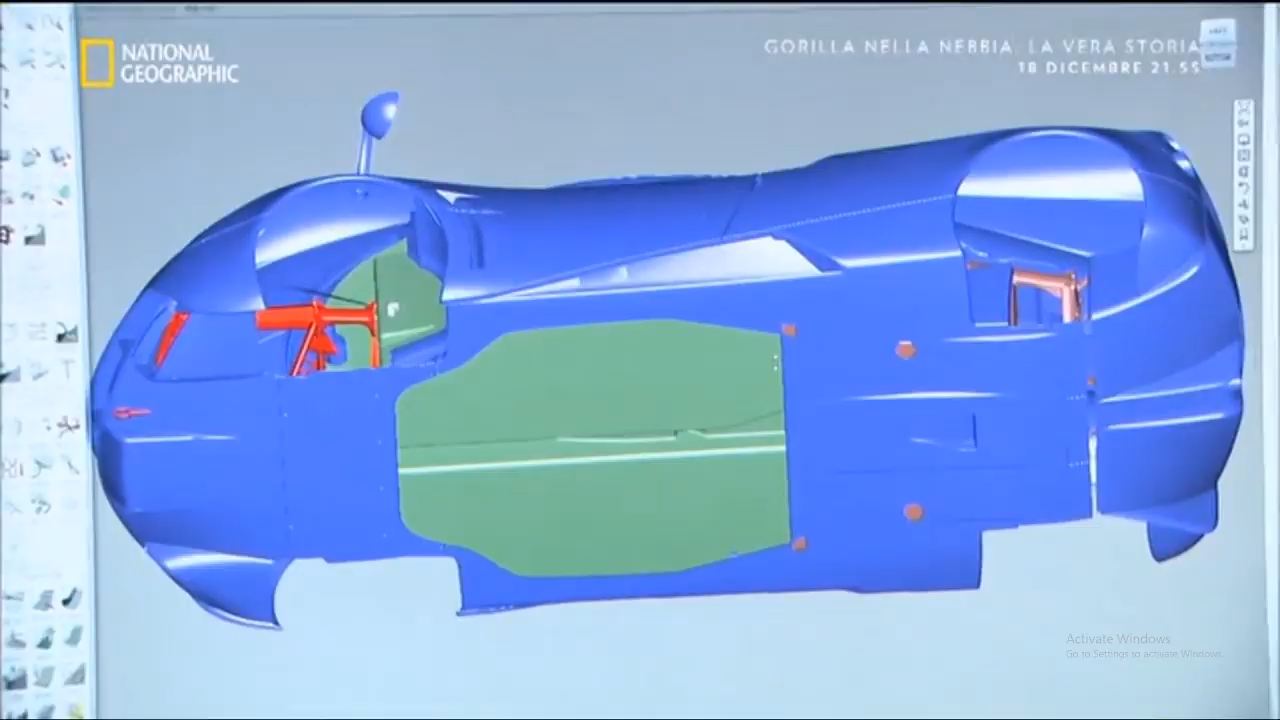 NATIONAL
GEOGRAPHIC
GORILLA NELLA NEBBIA. LA VERA STORIA
18 DICEMBRE 21.55
Activate Windows
Go to Settings to activate Windows.